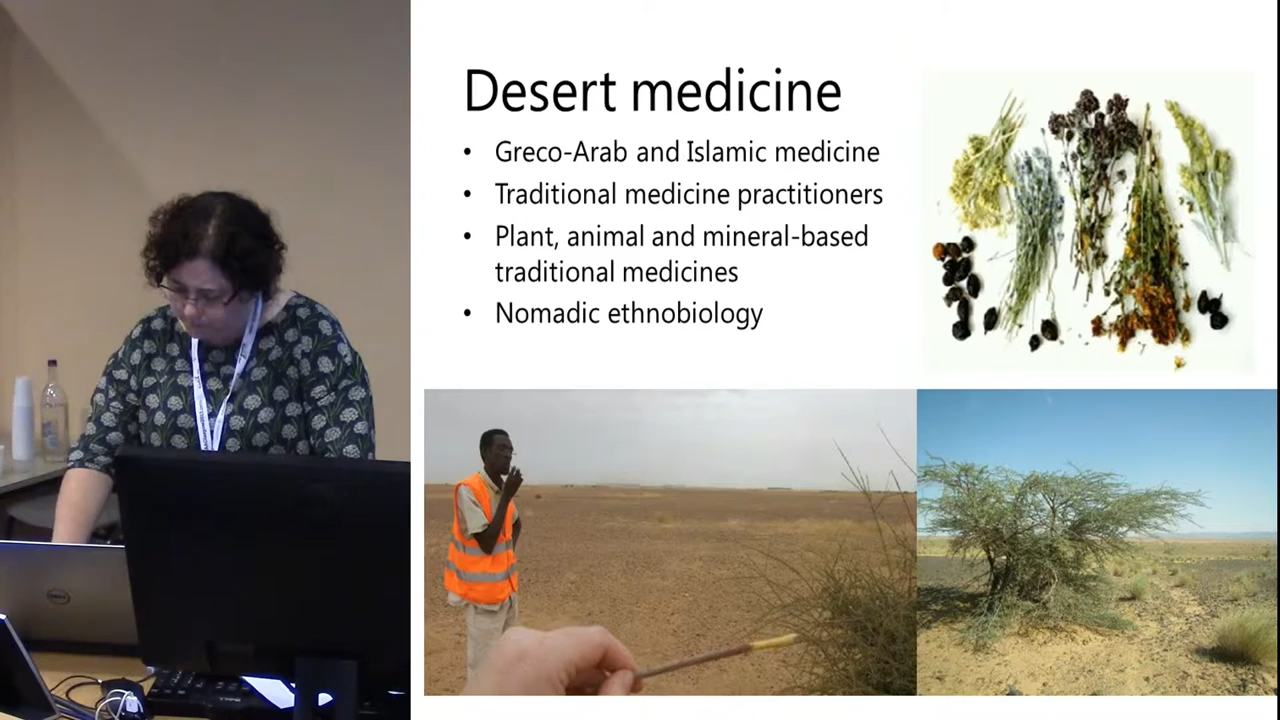 Desert medicine
• Greco-Arab and Islamic medicine
• Traditional medicine practitioners
• Plant, animal and mineral-based
traditional medicines
• Nomadic ethnobiology
DELL